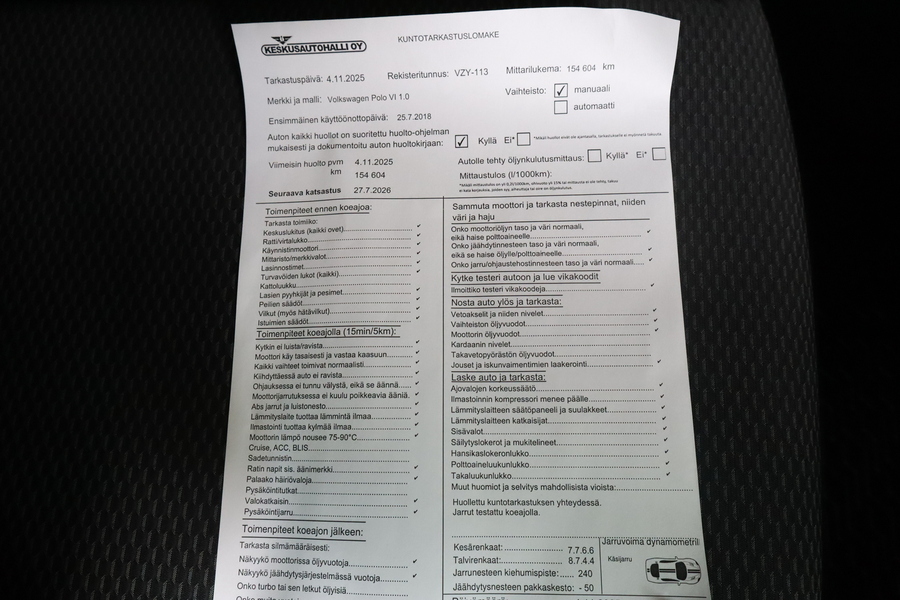 KESKUSAUTOHALLI OY
KUNTOTARKASTUSLOMAKE
Tarkastuspäivä: 4.11.2025 Rekisteritunnus: VZY-113 Mittarilukema: 154 604 km
Merkki ja malli: Volkswagen Polo VI 1.0
Vaihteisto: manuaali
automaatti
Ensimmäinen käyttöönottopäivä: 25.7.2018
Auton kaikki huollot on suoritettu huolto-ohjelman
mukaisesti ja dokumentoitu auton huoltokirjaan:
Kyllä Ei*
Viimeisin huolto pvm 4.11.2025
km 154 604
Seuraava katsastus 27.7.2026
Autolle tehty öljynkulutusmittaus: Kyllä* Ei*
Mittaustulos (l/1000km):
Toimenpiteet ennen koeajoa:
Tarkasta toimiiko:
Keskuslukitus (kaikki ovet)
Ratti/virtalukko
Käynnistinmoottori
Mittaristo/merkkivalot
Lasinnostimet
Turvavöiden lukot (kaikki)
Kattoluukku
Lasien pyyhkijät ja pesimet
Peilien säädöt
Vilkut (myös hätävilkut)
Istuimien säädöt
Toimenpiteet koeajolla (15min/5km):
Kytkin ei luista/ravista
Moottori käy tasaisesti ja vastaa kaasuun
Kaikki vaihteet toimivat normaalisti
Kiihdyttäessä auto ei ravista
Ohjauksessa ei tunnu välystä, eikä se äännä
Moottorijarrutuksessa ei kuulu poikkeavia ääniä.
Abs jarrut ja luistonesto
Lämmityslaite tuottaa lämmintä ilmaa
Ilmastointi tuottaa kylmää ilmaa
Moottorin lämpö nousee 75-90°C
Cruise, ACC, BLIS
Sadetunnistin
Ratin napit sis. äänimerkki
Palaako häiriövaloja
Pysäköintitutkat
Valokatkaisin
Pysäköintijarru
Toimenpiteet koeajon jälkeen:
Tarkasta silmämääräisesti:
Näkyykö moottorissa öljyvuotoja
Näkyykö jäähdytysjärjestelmässä vuotoja
Onko turbo tai sen letkut öljyisiä
Sammuta moottori ja tarkasta nestepinnat, niiden
väri ja haju
Onko moottoriöljyn taso ja väri normaali,
eikä haise polttoaineelle
Onko jäähdytinnesteen taso ja väri normaali,
eikä se haise öljylle/polttoaineelle
Onko jarru/ohjaustehostinnesteen taso ja väri normaali
Kytke testeri autoon ja lue vikakoodit
Ilmoittiko testeri vikakoodeja
Nosta auto ylös ja tarkasta:
Vetoakselit ja niiden nivelet
Vaihteiston öljyvuodot
Moottorin öljyvuodot
Kardaanin nivelet
Takavetopyörästön öljyvuodot
Jouset ja iskunvaimentimien laakerointi
Laske auto ja tarkasta:
Ajovalojen korkeussäätö
Ilmastoinnin kompressori menee päälle
Lämmityslaitteen säätöpaneeli ja suulakkeet
Lämmityslaitteen katkaisijat
Sisävalot
Säilytyslokerot ja mukitelineet
Hansikaslokeronlukko
Polttoaineluukunlukko
Takaluukunlukko
Muut huomiot ja selvitys mahdollisista vioista:
Huollettu kuntotarkastuksen yhteydessä.
Jarrut testattu koeajolla.
Kesärenkaat: 7.7.6.6
Talvirenkaat: 8.7.4.4
Jarrunesteen kiehumispiste: 240
Jäähdytysnesteen pakkaskesto: - 50
Jarruvoima dynamometril
Käsijarru